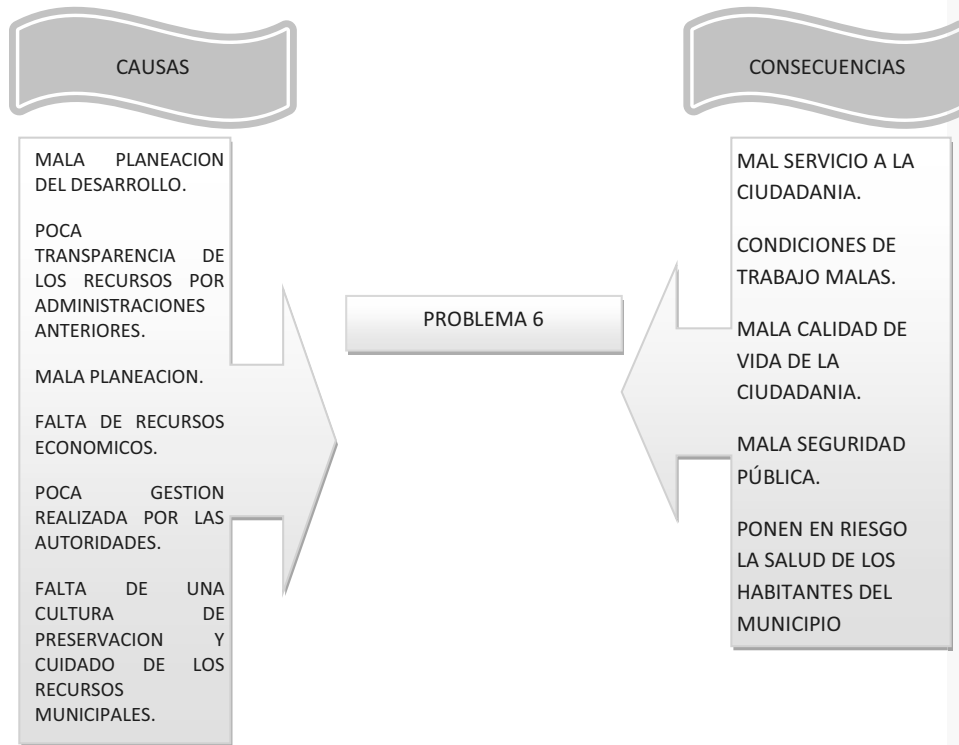 CAUSAS
MALA PLANEACION
DEL DESARROLLO.
POCA
TRANSPARENCIA DE
LOS RECURSOS POR
ADMINISTRACIONES
ANTERIORES.
MALA PLANEACION.
FALTA DE RECURSOS
ECONOMICOS.
POCA GESTION
REALIZADA POR LAS
AUTORIDADES.
FALTA DE UNA
CULTURA DE
PRESERVACION Y
CUIDADO DE LOS
RECURSOS
MUNICIPALES.
PROBLEMA 6
CONSECUENCIAS
MAL SERVICIO A LA
CIUDADANIA.
CONDICIONES DE
TRABAJO MALAS.
MALA CALIDAD DE
VIDA DE LA
CIUDADANIA.
MALA SEGURIDAD
PÚBLICA.
PONEN EN RIESGO
LA SALUD DE LOS
HABITANTES DEL
MUNICIPIO